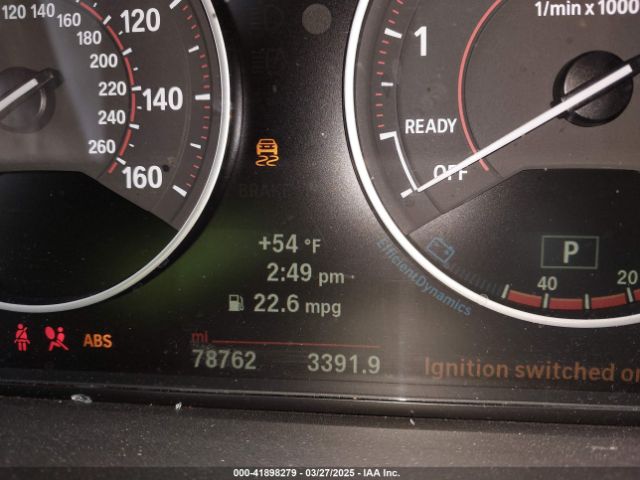 120 140 160 180 200 220 240 260
120
140
160
1/min x 1000
1
READY
OFF
BRAKE
+54 °F
2:49 pm
22.6 mpg
EfficientDynamics
P
40 20
ABS
mi
78762 3391.9
Ignition switched on
000-41898279 - 03/27/2025 - IAA Inc.